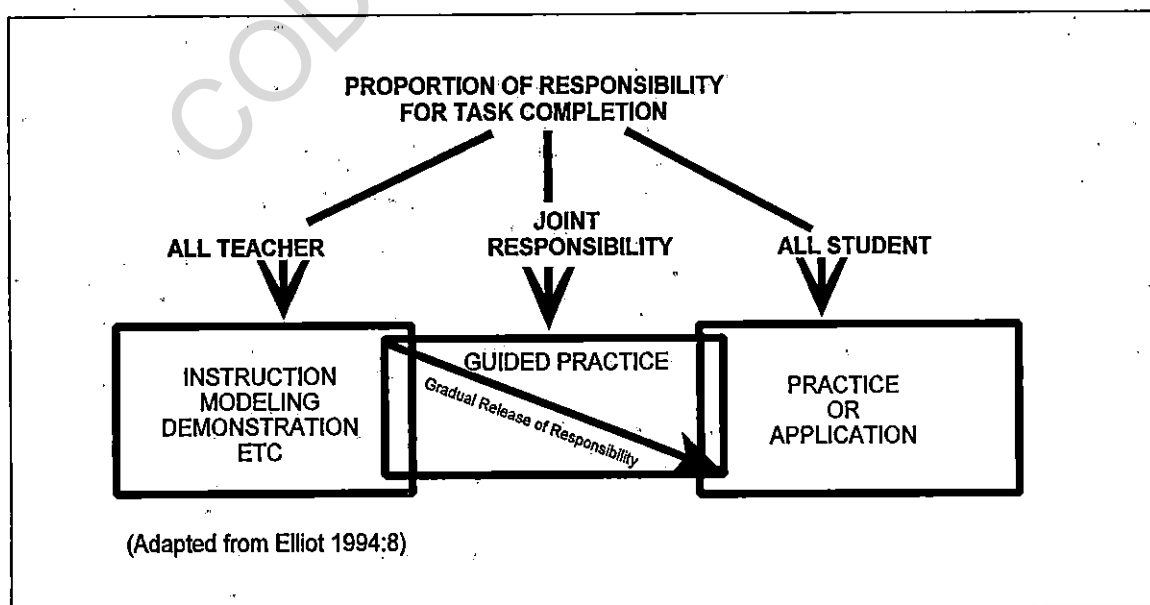 COD
PROPORTION OF RESPONSIBILITY
FOR TASK COMPLETION
ALL TEACHER
JOINT
RESPONSIBILITY
ALL STUDENT
INSTRUCTION
MODELING
DEMONSTRATION
ETC
GUIDED PRACTICE
Gradual Release of Responsibility
PRACTICE
OR
APPLICATION
(Adapted from Elliot 1994:8)